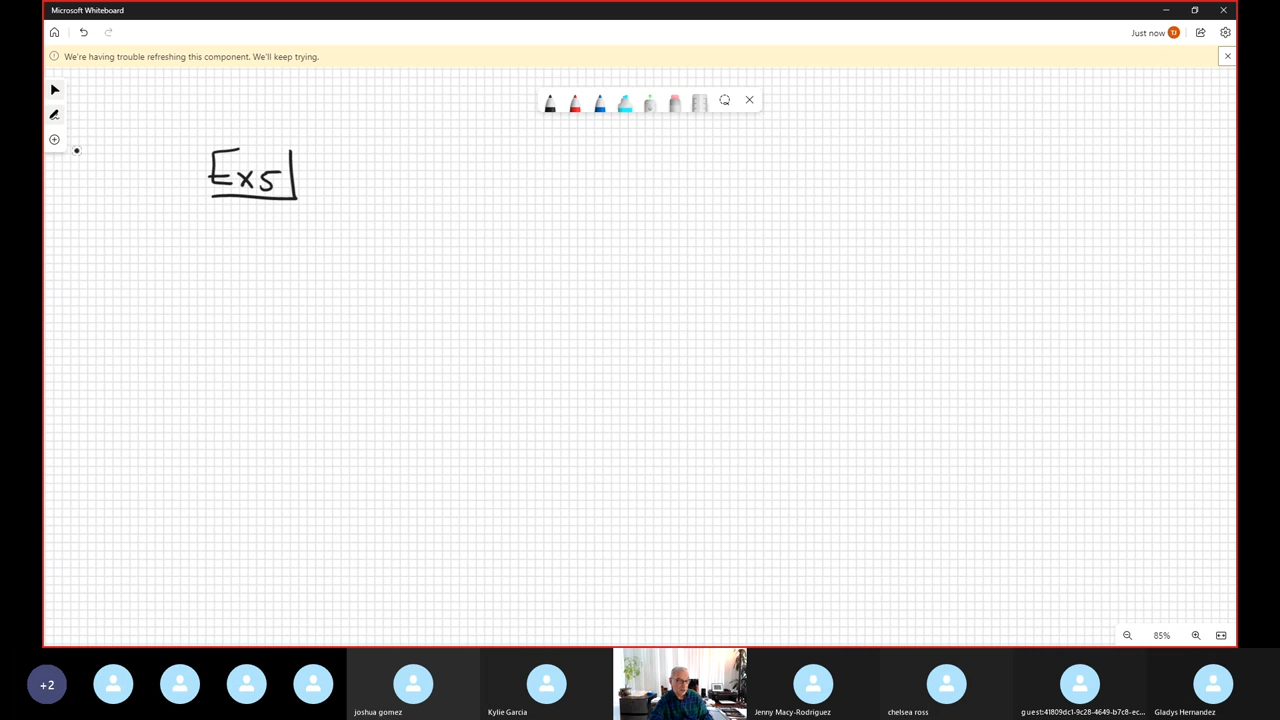 Microsoft Whiteboard
Just now TJ
We're having trouble refreshing this component. We'll keep trying.
Ex5
85%
+2
joshua gomez
Kylie Garcia
Jenny Macy-Rodriguez
chelsea ross
guest:41809dc1-9c28-4649-b7c8-ec...
Gladys Hernandez